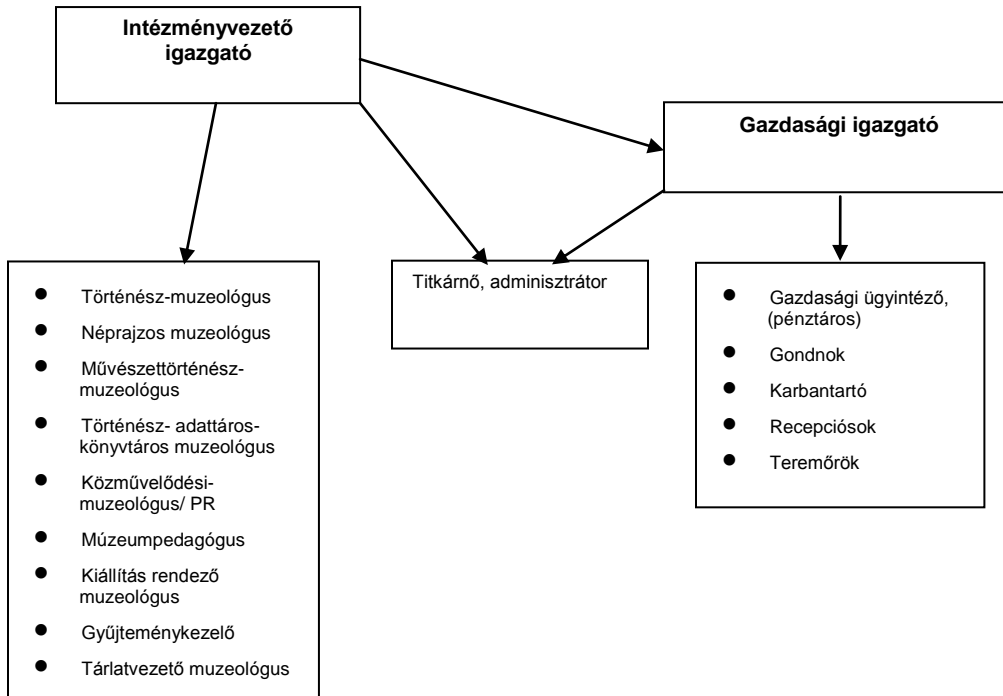 Intézményvezető
igazgató
Gazdasági igazgató
Történész-muzeológus
Néprajzos muzeológus
Művészettörténész-
muzeológus
Történész- adattáros-
könyvtáros muzeológus
Közművelődési-
muzeológus/ PR
Múzeumpedagógus
Kiállítás rendező
muzeológus
Gyűjteménykezelő
Tárlatvezető muzeológus
Titkárnő, adminisztrátor
Gazdasági ügyintéző,
(pénztáros)
Gondnok
Karbantartó
Recepciósok
Teremőrök